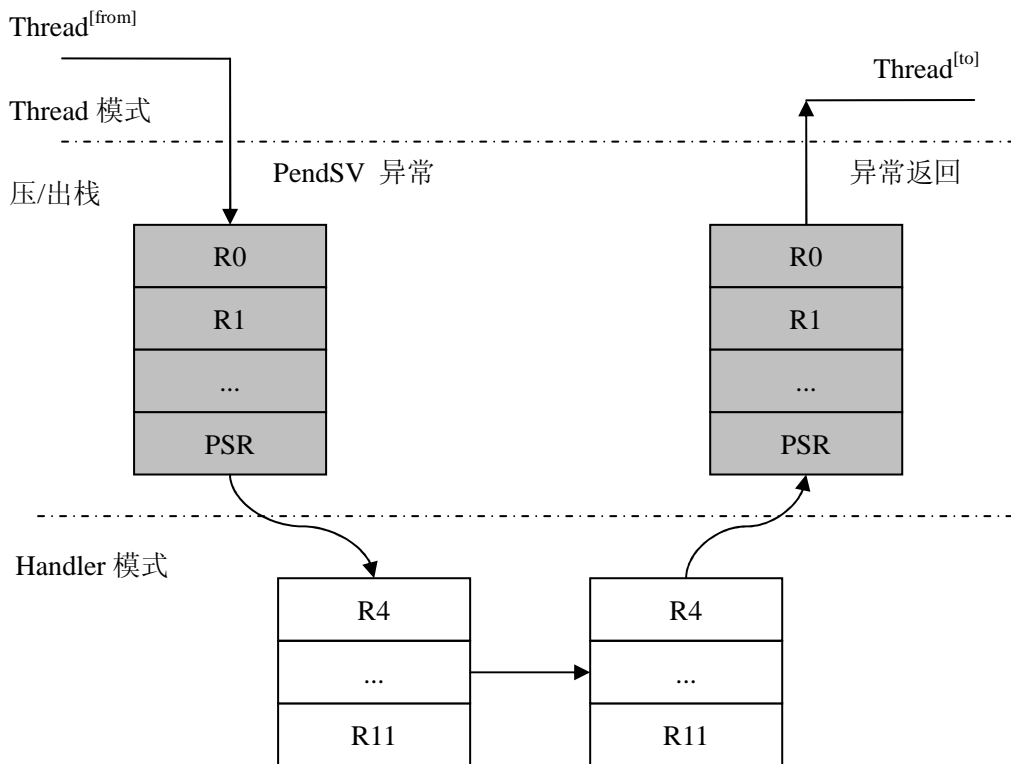 Thread[from]
Thread[to]
Thread 模式
PendSV 异常
异常返回
压/出栈
R0
R0
R1
R1
...
...
PSR
PSR
Handler 模式
R4
R4
...
...
R11
R11